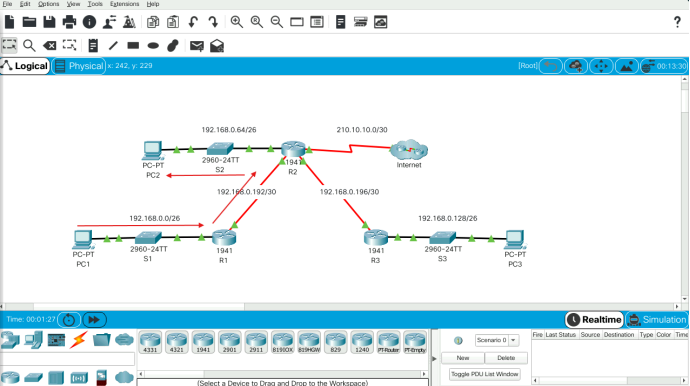 File Edit Options View Tools Extensions Help
?
Logical Physical x: 242, y: 229 [Root] 00:13:30
192.168.0.64/26 210.10.10.0/30
PC-PT
PC2
2960-24TT
S2
1941
R2
Internet
192.168.0.192/30 192.168.0.196/30
192.168.0.0/26 192.168.0.128/26
PC-PT
PC1
2960-24TT
S1
1941
R1
1941
R3
2960-24TT
S3
PC-PT
PC3
Time: 00:01:27 Realtime Simulation
4331 4321 1941 2901 2911 819IOX 819HGW 829 1240 PT-Router PT-Empty
Scenario 0
New Delete
Toggle PDU List Window
Fire Last Status Source Destination Type Color Time
(Select a Device to Drag and Drop to the Workspace)